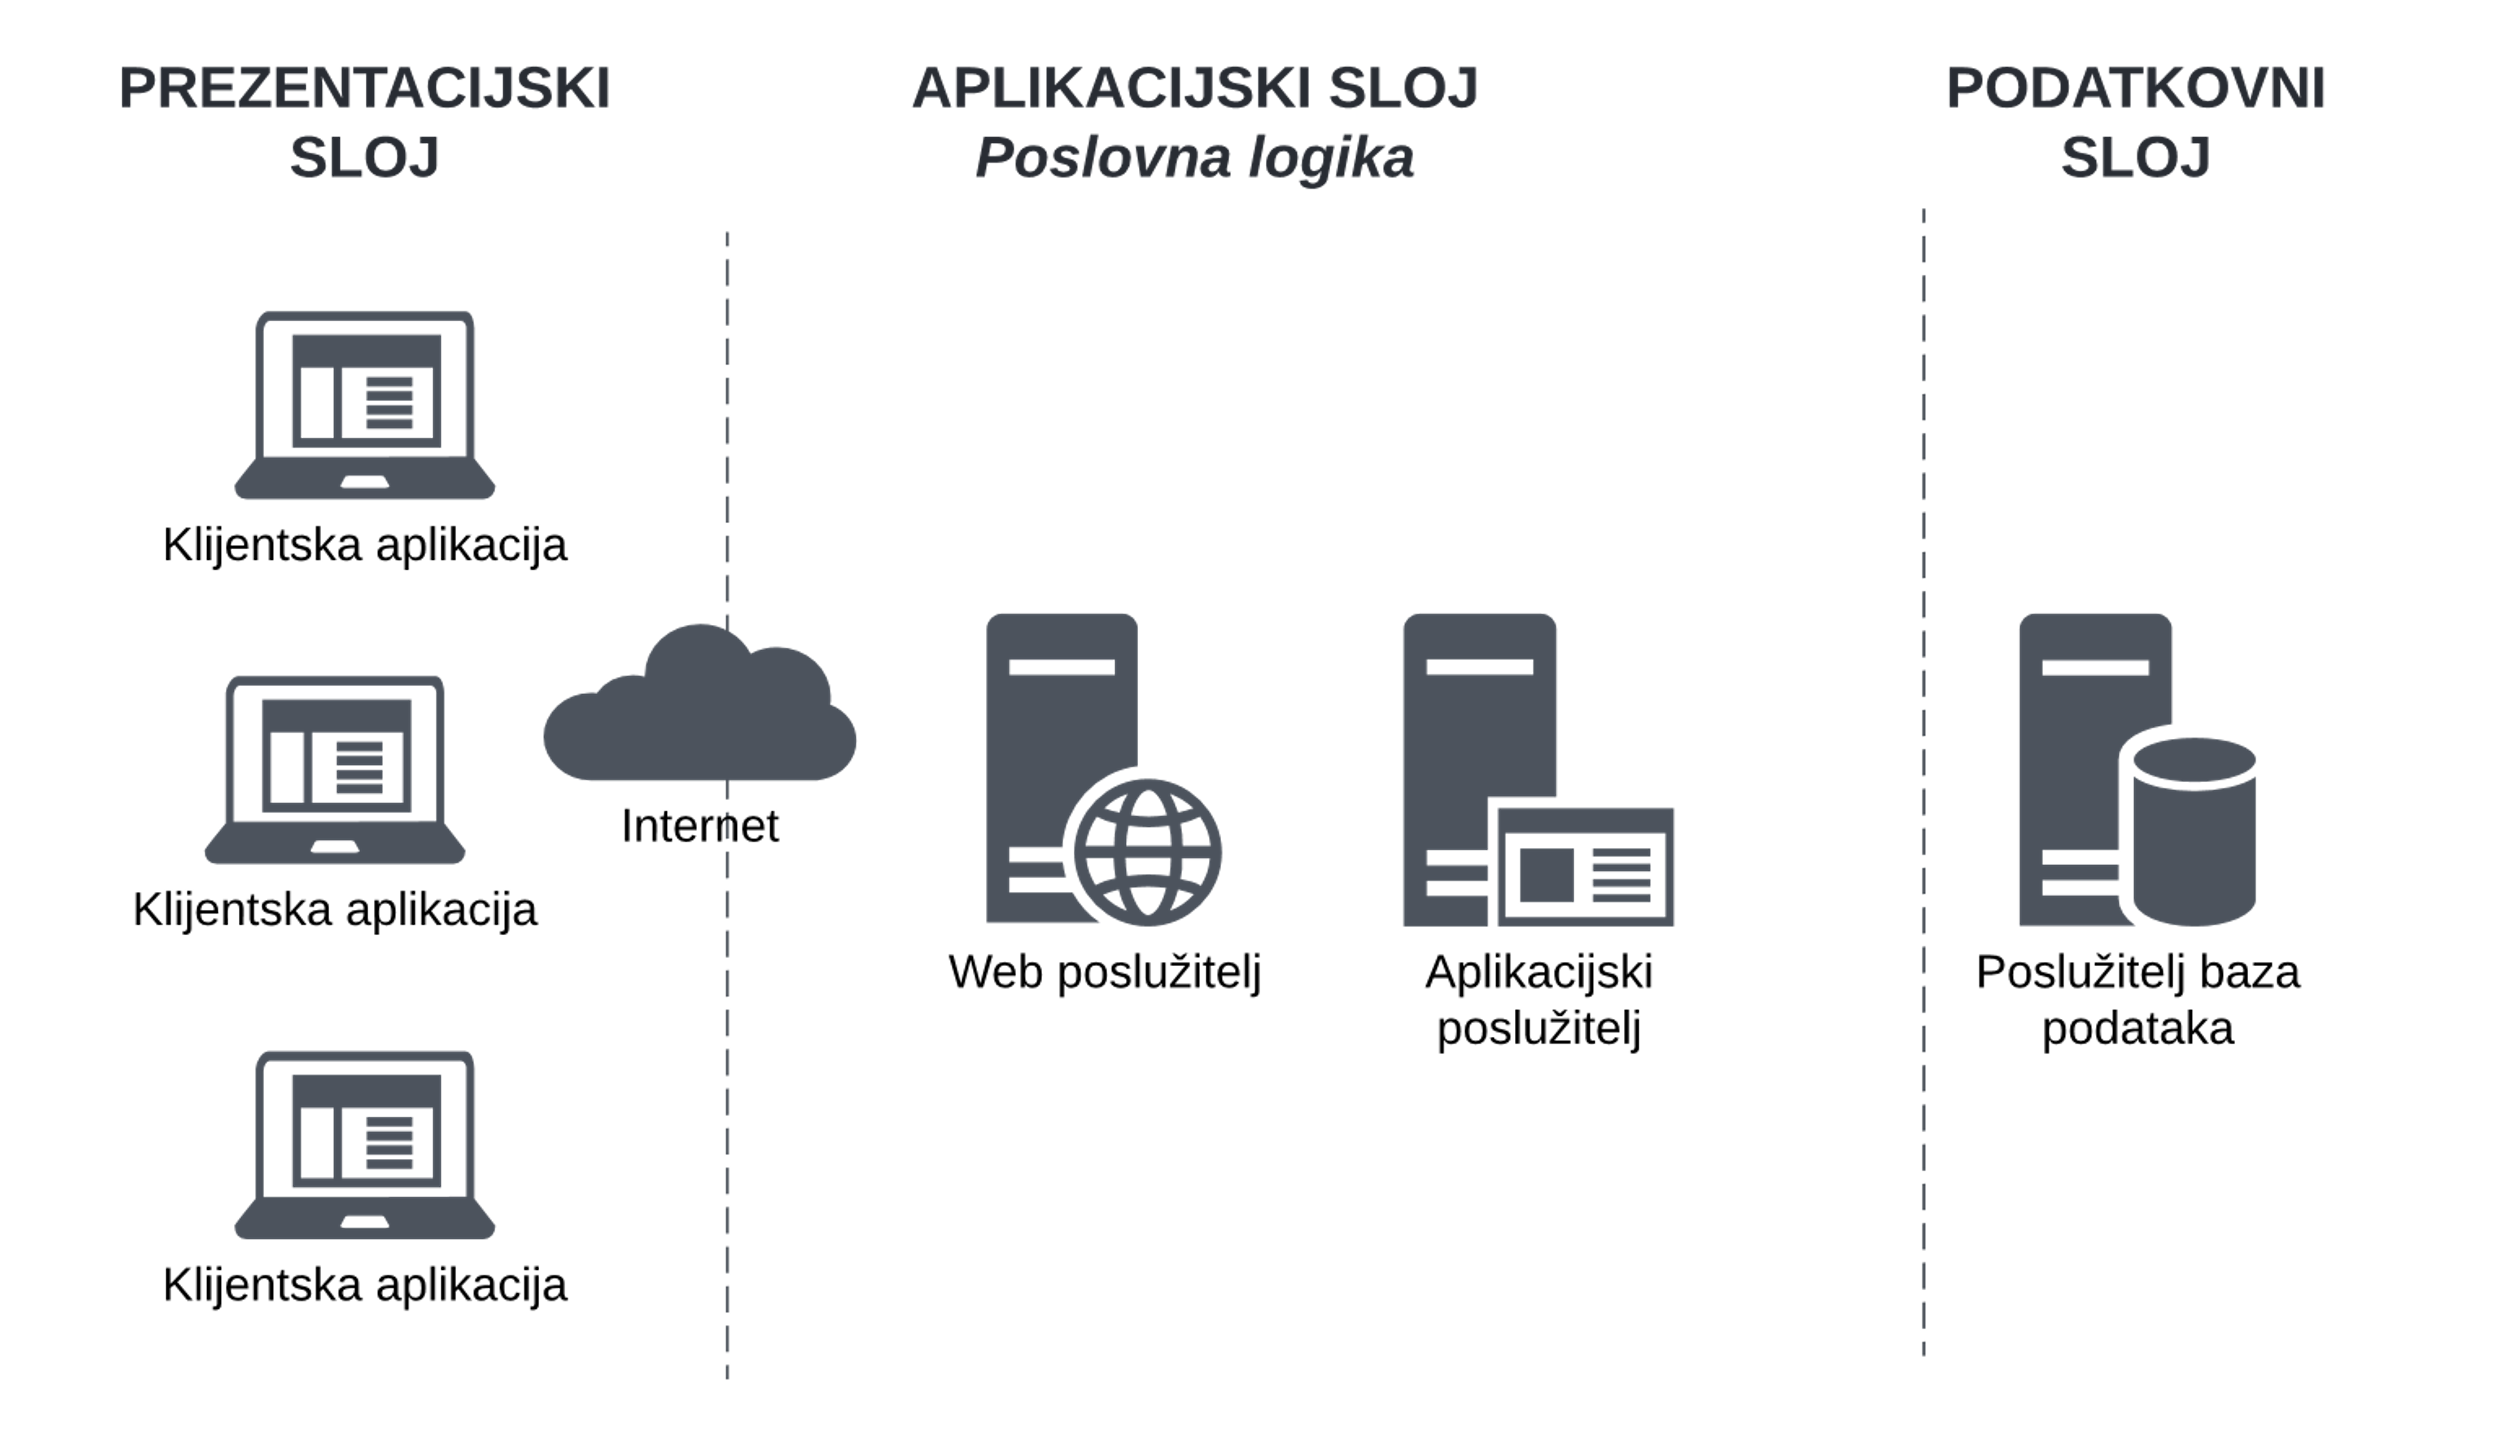 PREZENTACIJSKI
SLOJ
APLIKACIJSKI SLOJ
Poslovna logika
PODATKOVNI
SLOJ
Klijentska aplikacija
Internet
Klijentska aplikacija
Web poslužitelj
Aplikacijski
poslužitelj
Poslužitelj baza
podataka
Klijentska aplikacija